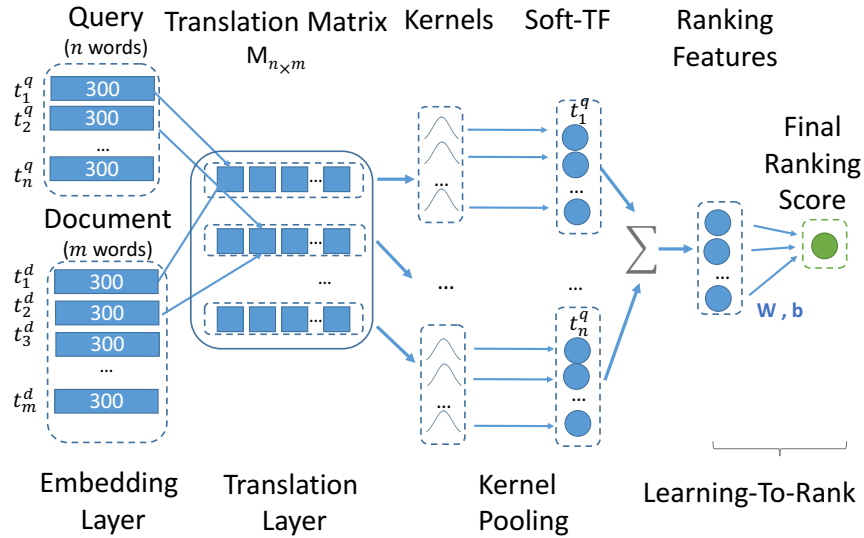 Query
(n words)
Translation Matrix
M_{n×m}
Kernels
Soft-TF
Ranking
Features
t_1^q 300
t_2^q 300
...
t_n^q 300
Document
(m words)
t_1^d 300
t_2^d 300
t_3^d 300
...
t_m^d 300
...
...
...
...
...
t_1^q
...
...
...
...
t_n^q
...
Σ
...
Final
Ranking
Score
W , b
Embedding
Layer
Translation
Layer
Kernel
Pooling
Learning-To-Rank